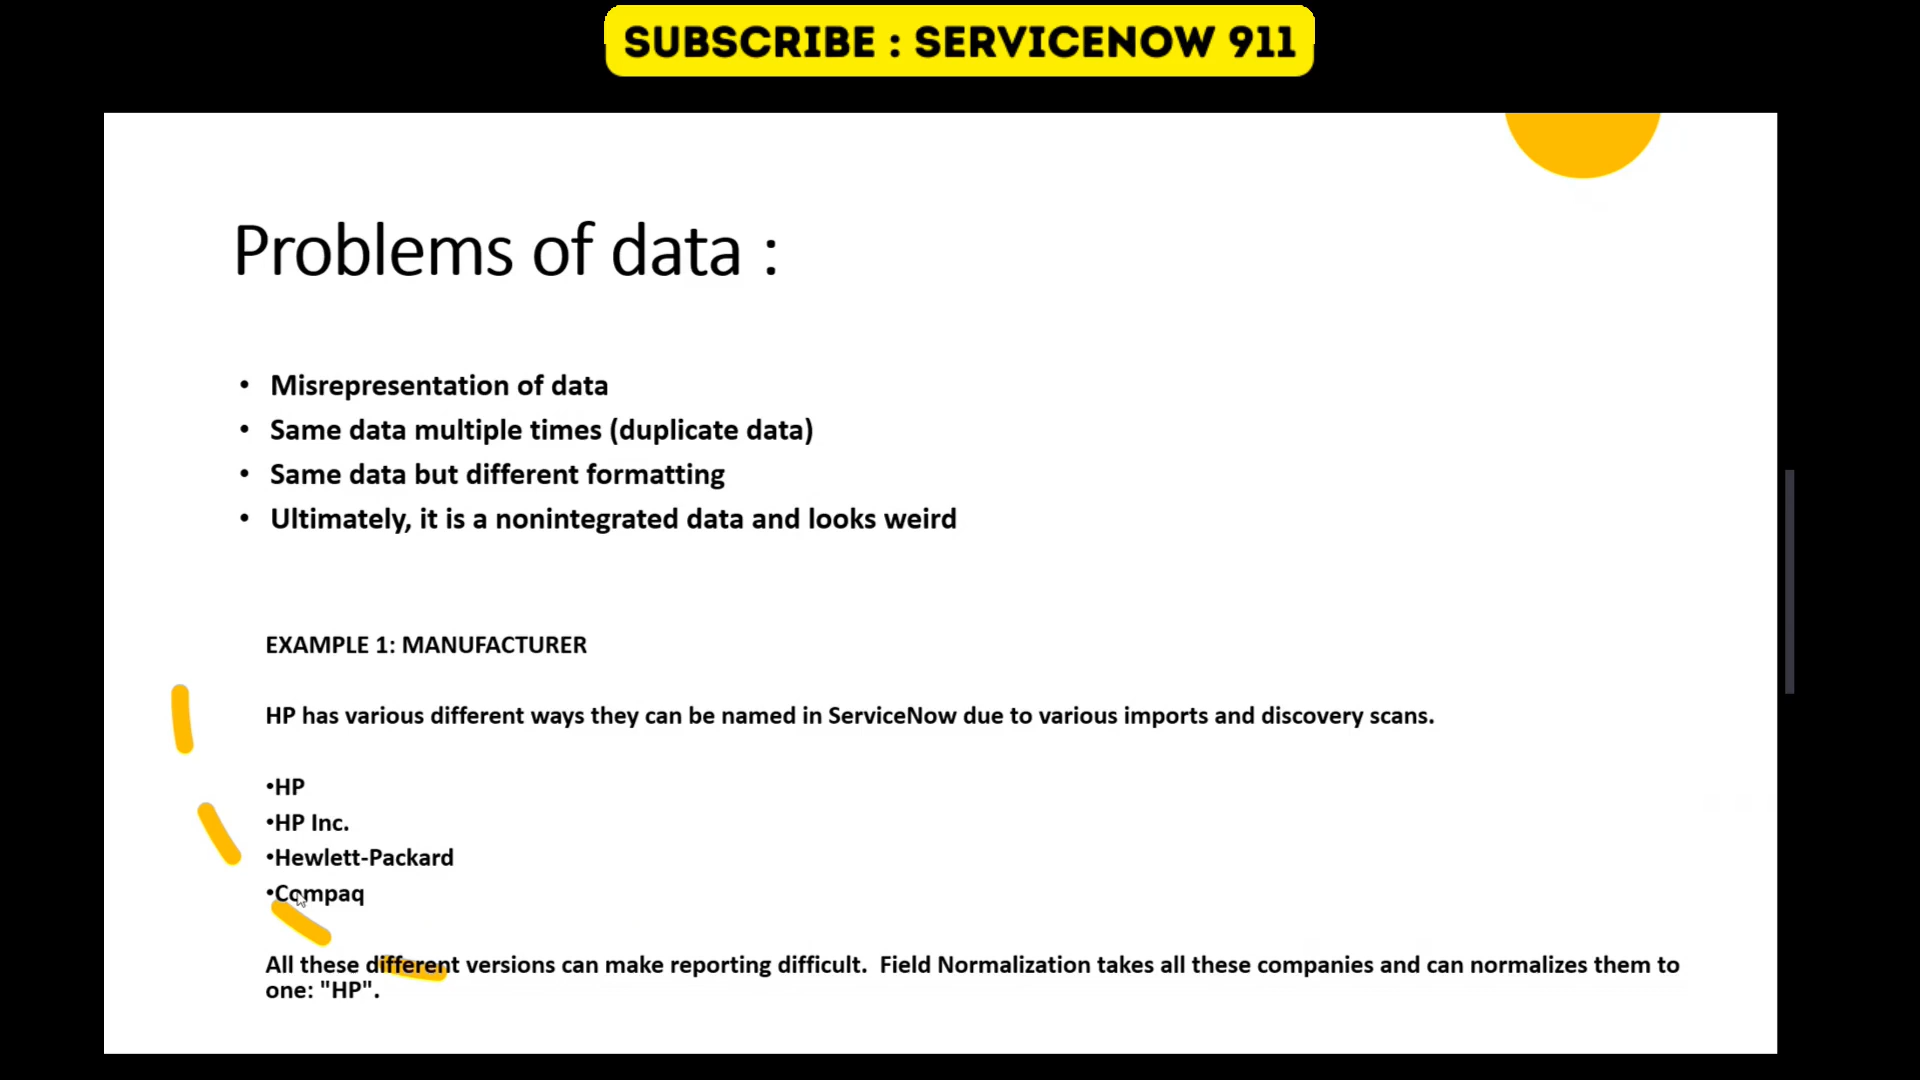 SUBSCRIBE : SERVICENOW 911
Problems of data :
• Misrepresentation of data
• Same data multiple times (duplicate data)
• Same data but different formatting
• Ultimately, it is a nonintegrated data and looks weird
EXAMPLE 1: MANUFACTURER
HP has various different ways they can be named in ServiceNow due to various imports and discovery scans.
•HP
•HP Inc.
•Hewlett-Packard
•Compaq
All these different versions can make reporting difficult.  Field Normalization takes all these companies and can normalizes them to
one: "HP".